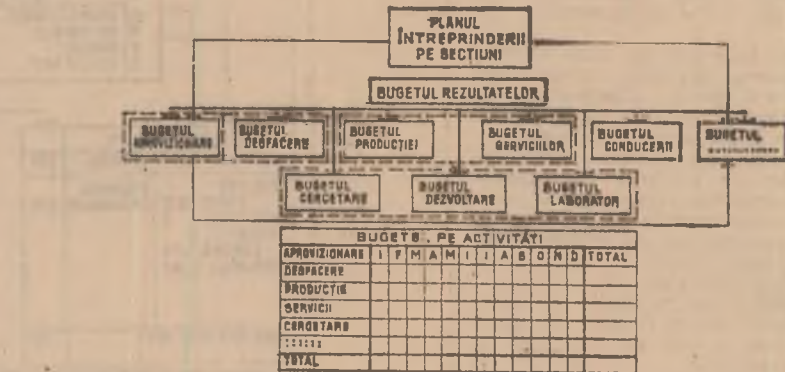 PLANUL
ÎNTREPRINDERII
PE SECTIUNI
BUGETUL REZULTATELOR
BUGETUL
APROVIZIONARE
BUGETUL
DESFACERE
BUGETUL
PRODUCȚIEI
BUGETUL
SERVICIILOR
BUGETUL
CONDUCERII
BUGETUL
BUGETUL
CERCETARE
BUGETUL
DEZVOLTARE
BUGETUL
LABORATOR
BUGETE PE ACTIVITĂȚI
APROVIZIONARE I F M A M I I A S O N D TOTAL
DESFACERE
PRODUCȚIE
SERVICII
CERCETARE
TOTAL